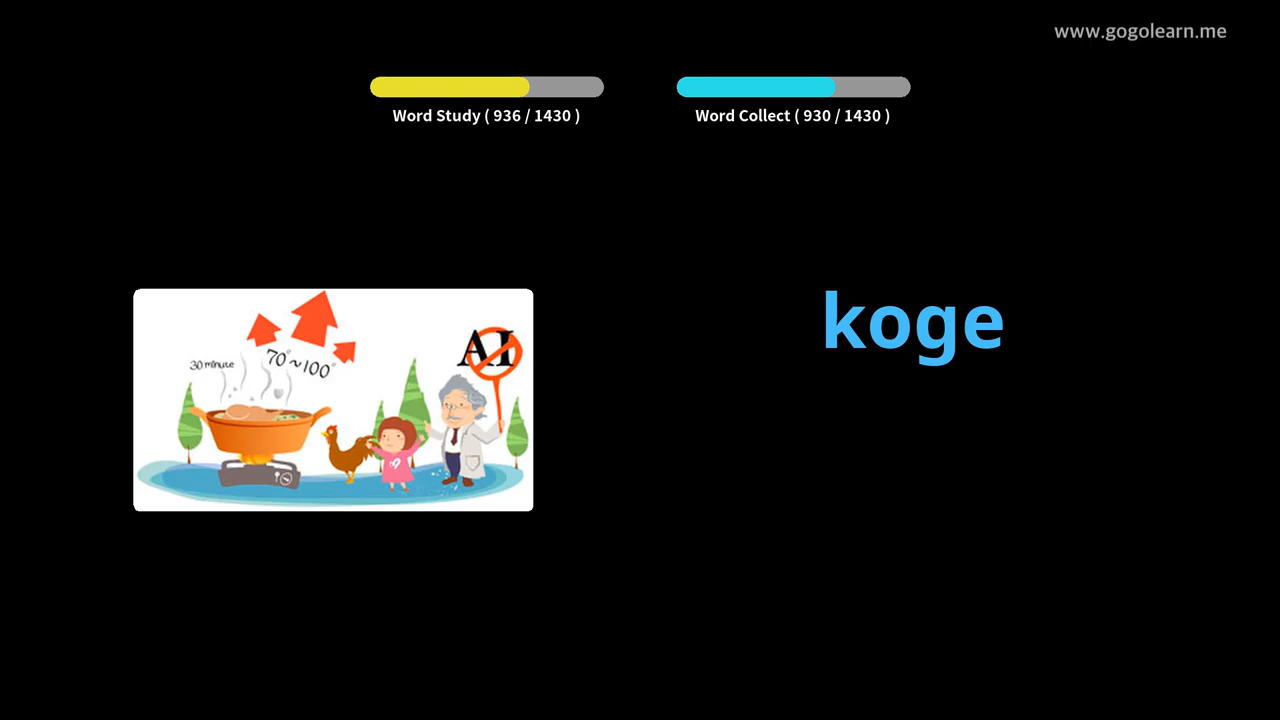 www.gogolearn.me
Word Study ( 936 / 1430 )
Word Collect ( 930 / 1430 )
koge
30 minute
70°~100°
AI